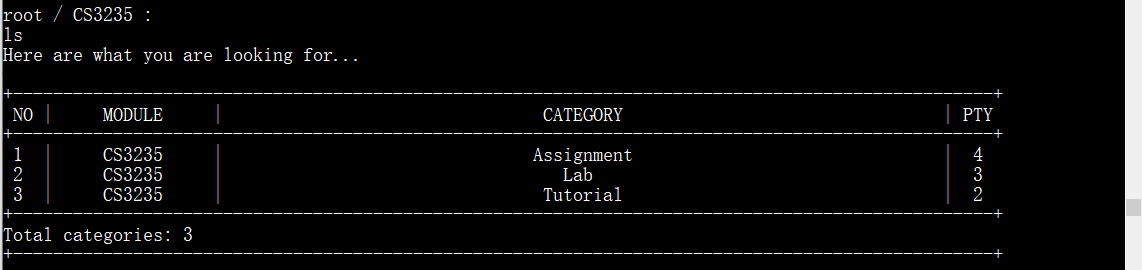 root / CS3235 :
ls
Here are what you are looking for...
NO | MODULE | CATEGORY | PTY
1 | CS3235 | Assignment | 4
2 | CS3235 | Lab | 3
3 | CS3235 | Tutorial | 2
Total categories: 3